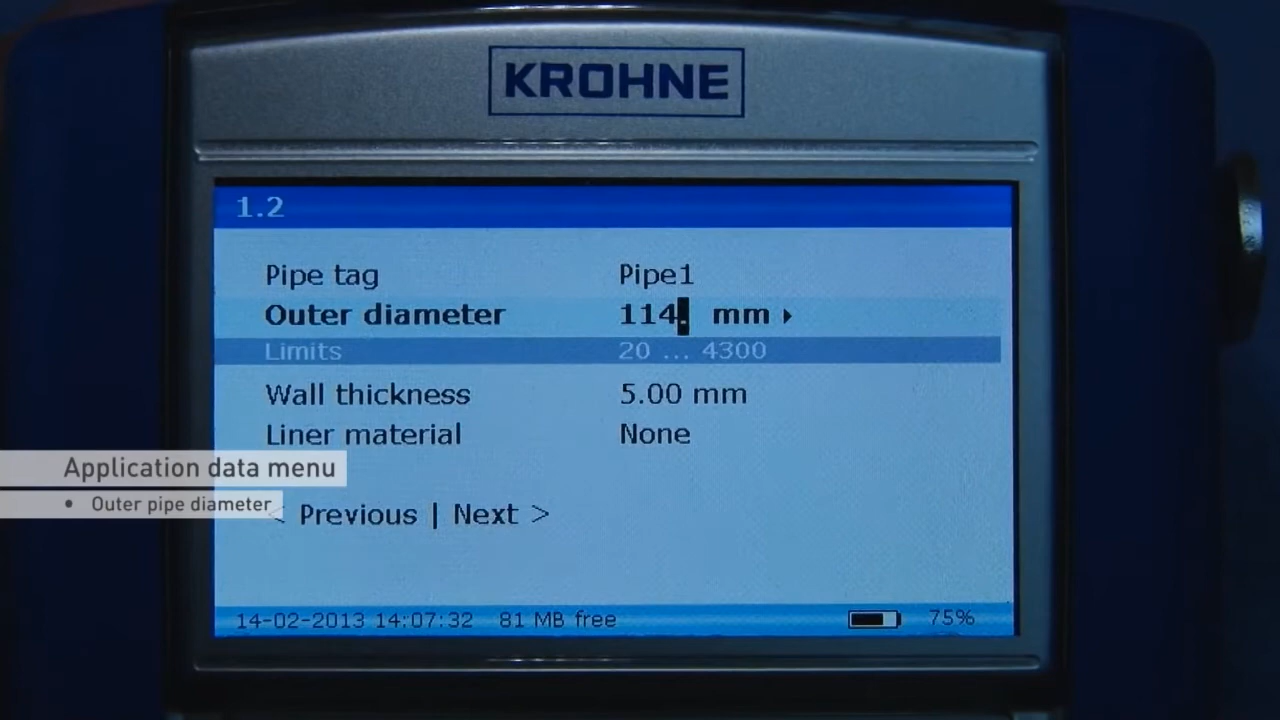 KROHNE
1.2
Pipe tag Pipe1
Outer diameter 114. mm
Limits 20 ... 4300
Wall thickness 5.00 mm
Liner material None
Application data menu
• Outer pipe diameter
< Previous | Next >
14-02-2013 14:07:32 81 MB free 75%